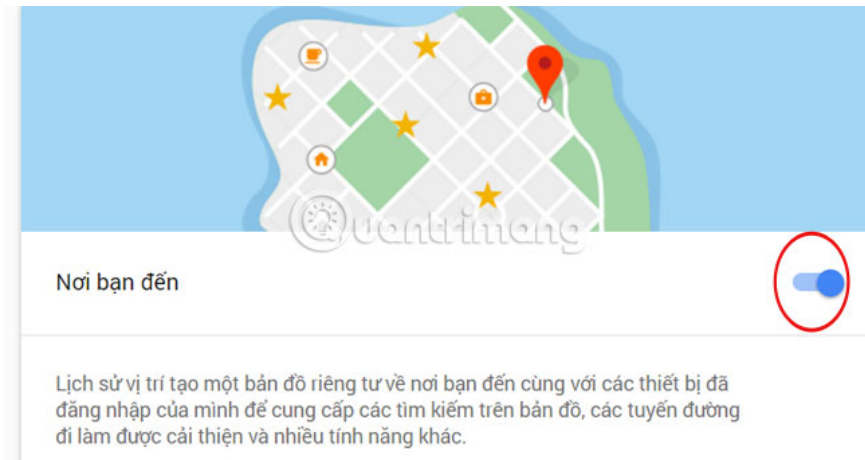 Quantrimang
Nơi bạn đến
Lịch sử vị trí tạo một bản đồ riêng tư về nơi bạn đến cùng với các thiết bị đã
đăng nhập của mình để cung cấp các tìm kiếm trên bản đồ, các tuyến đường
đi làm được cải thiện và nhiều tính năng khác.